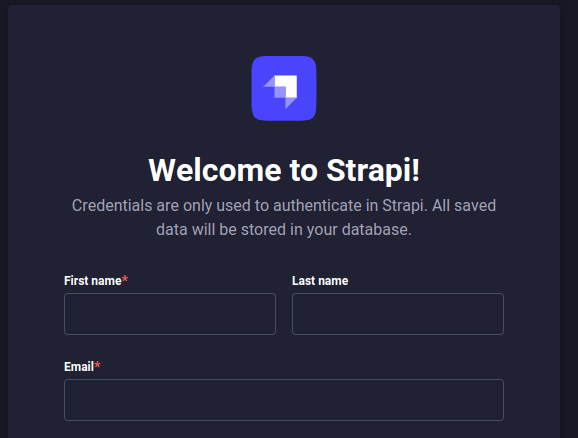 Welcome to Strapi!
Credentials are only used to authenticate in Strapi. All saved
data will be stored in your database.
First name*
Last name
Email*